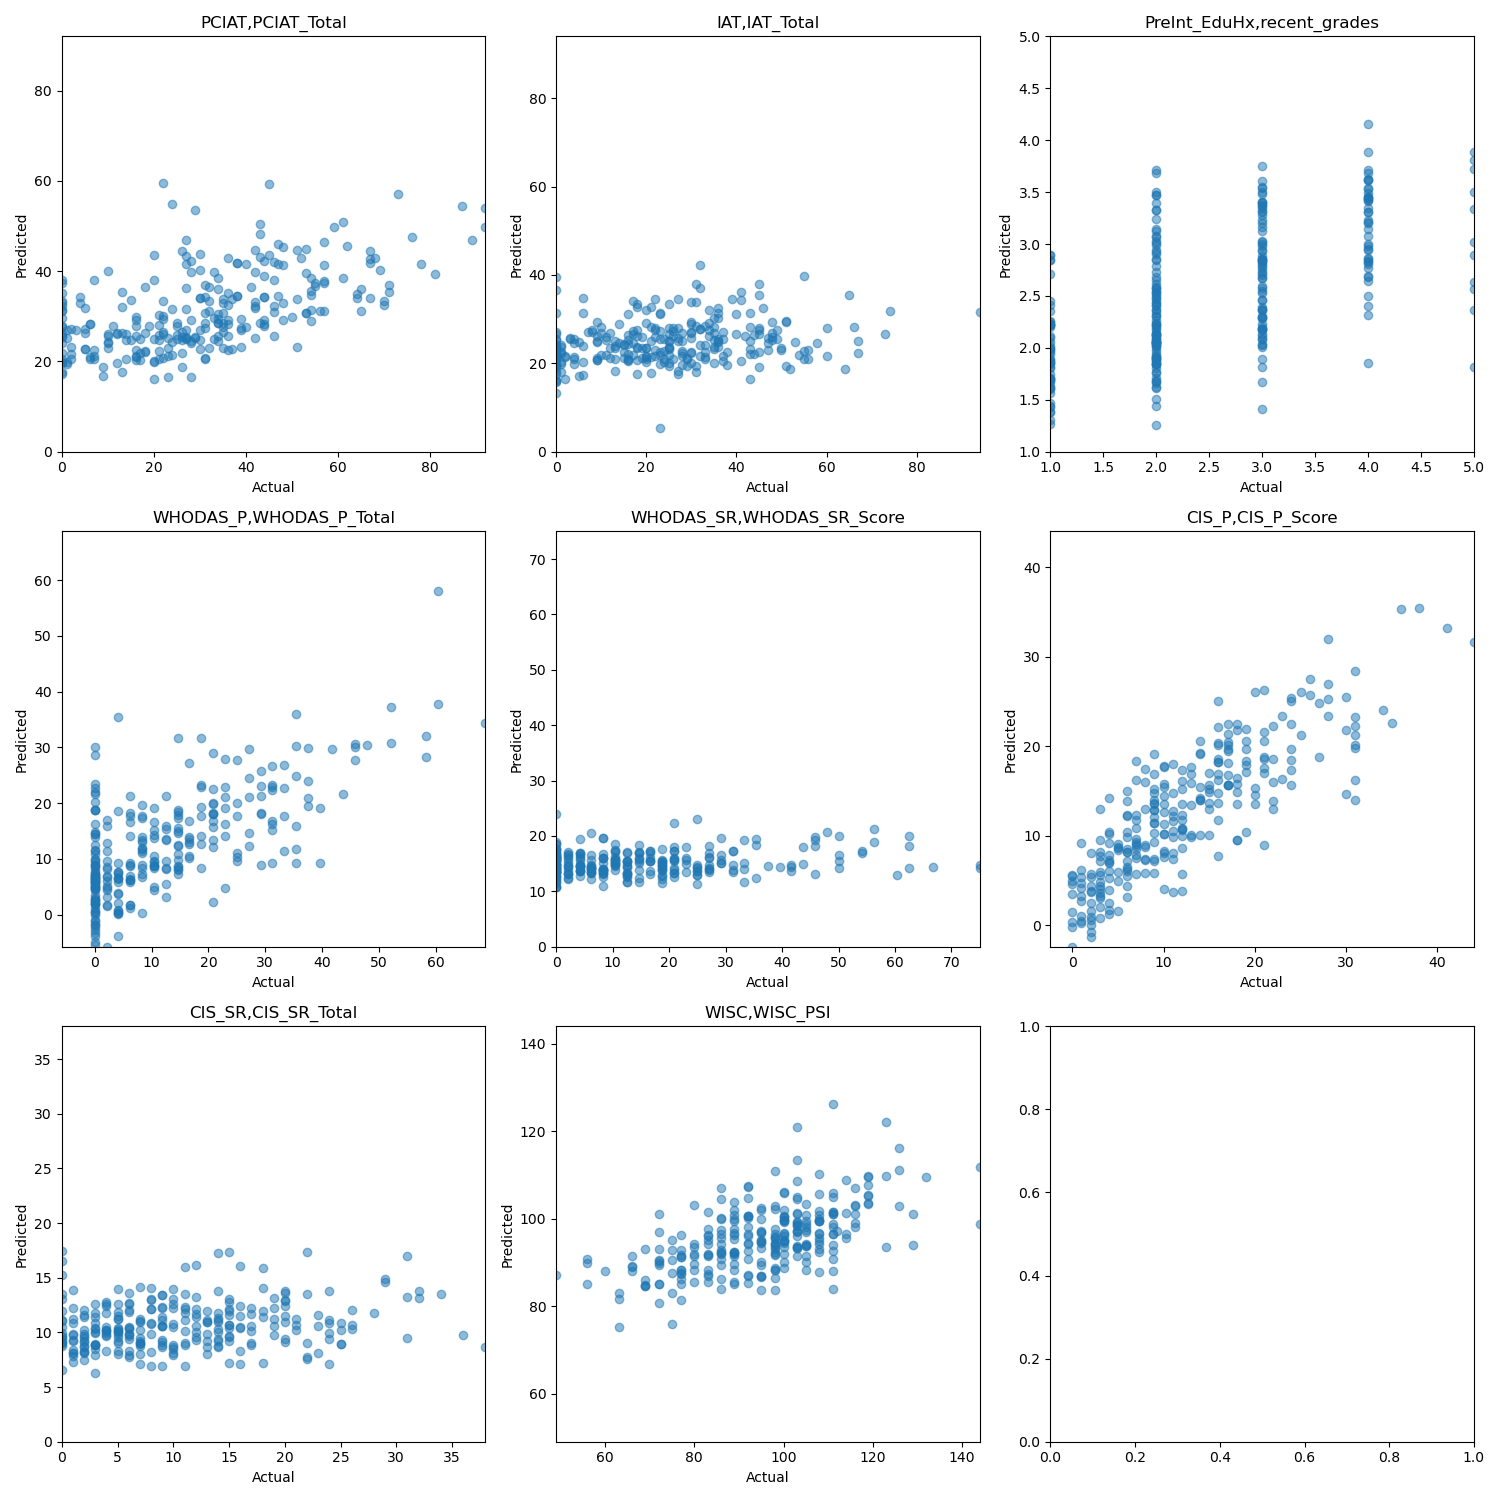 PCIAT,PCIAT_Total
80
60
40
20
0
Predicted
0 20 40 60 80
Actual
IAT,IAT_Total
80
60
40
20
0
Predicted
0 20 40 60 80
Actual
PreInt_EduHx,recent_grades
5.0
4.5
4.0
3.5
3.0
2.5
2.0
1.5
1.0
Predicted
1.0 1.5 2.0 2.5 3.0 3.5 4.0 4.5 5.0
Actual
WHODAS_P,WHODAS_P_Total
60
50
40
30
20
10
0
Predicted
0 10 20 30 40 50 60
Actual
WHODAS_SR,WHODAS_SR_Score
70
60
50
40
30
20
10
0
Predicted
0 10 20 30 40 50 60 70
Actual
CIS_P,CIS_P_Score
40
30
20
10
0
Predicted
0 10 20 30 40
Actual
CIS_SR,CIS_SR_Total
35
30
25
20
15
10
5
0
Predicted
0 5 10 15 20 25 30 35
Actual
WISC,WISC_PSI
140
120
100
80
60
Predicted
60 80 100 120 140
Actual
1.0
0.8
0.6
0.4
0.2
0.0
0.0 0.2 0.4 0.6 0.8 1.0